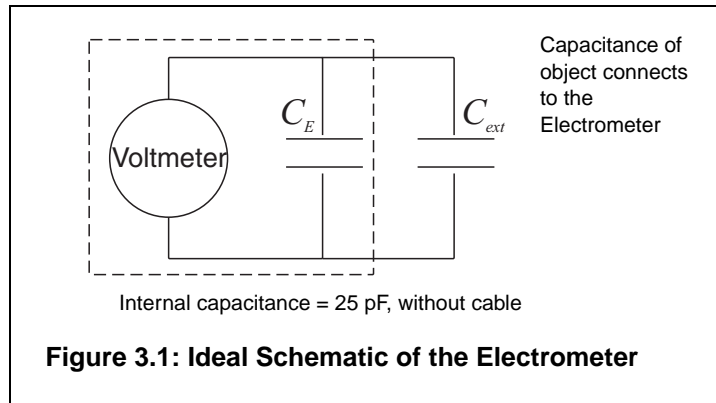 Capacitance of
object connects
to the
Electrometer
C_E
C_ext
Voltmeter
Internal capacitance = 25 pF, without cable
Figure 3.1: Ideal Schematic of the Electrometer